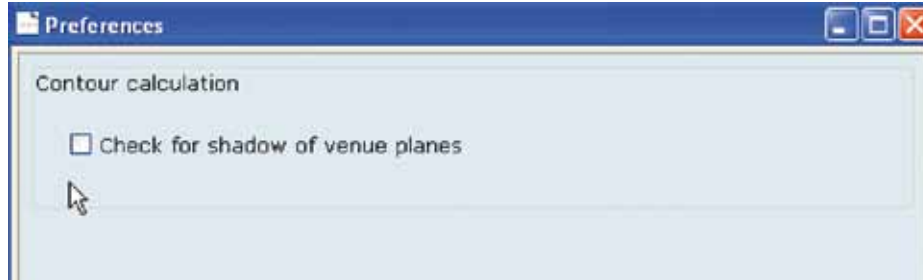 Preferences
Contour calculation
Check for shadow of venue planes